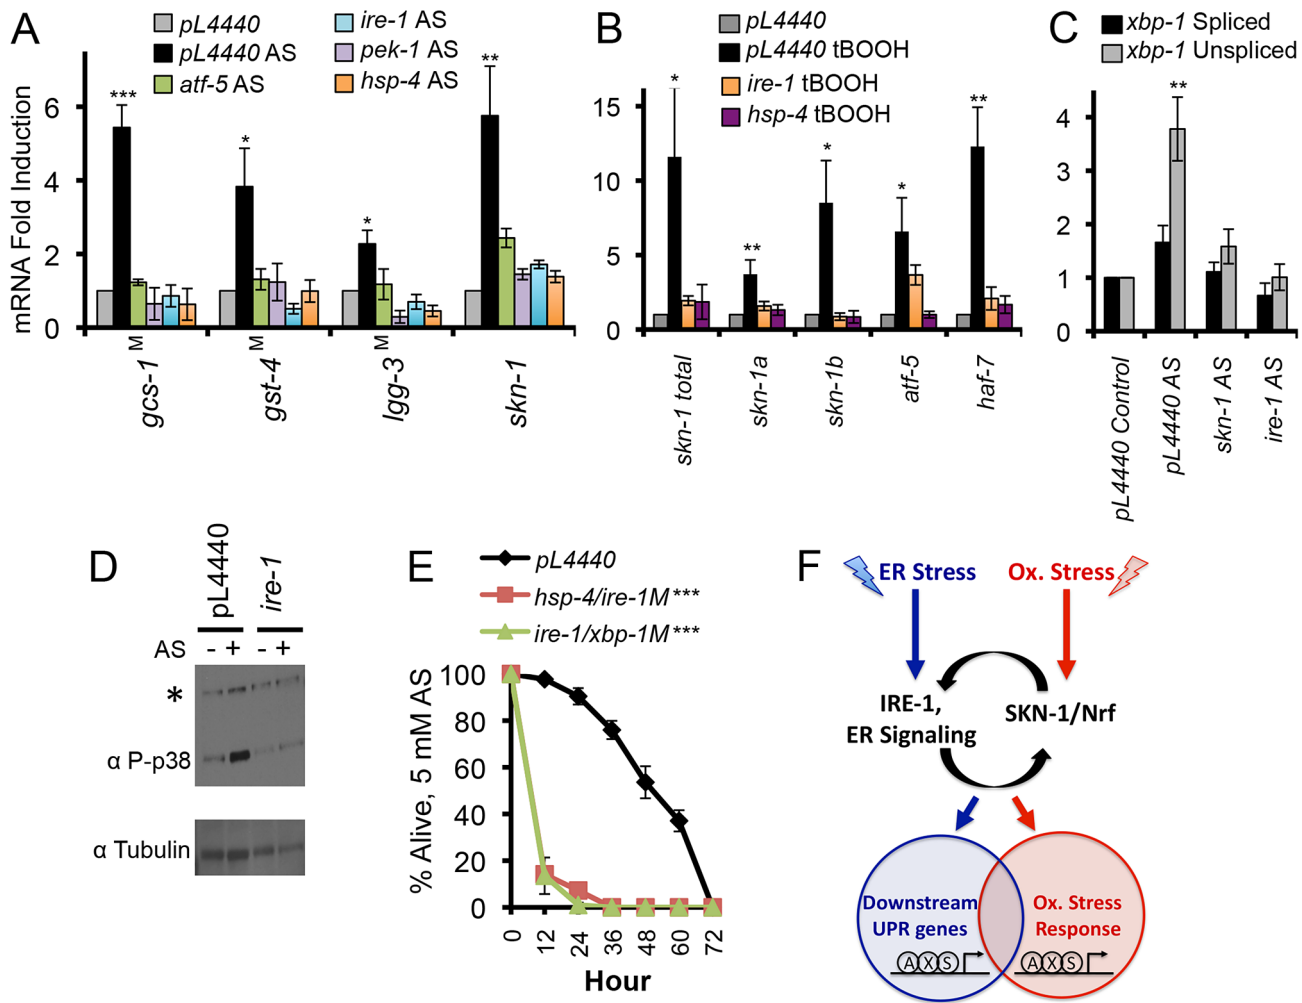 A
pL4440
pL4440 AS
atf-5 AS
ire-1 AS
pek-1 AS
hsp-4 AS
mRNA Fold Induction
6
4
2
0
***
*
*
**
M
M
M
gcs-1
gst-4
lgg-3
skn-1
B
pL4440
pL4440 tBOOH
ire-1 tBOOH
hsp-4 tBOOH
15
10
5
0
*
**
*
*
**
skn-1 total
skn-1a
skn-1b
atf-5
haf-7
C
xbp-1 Spliced
xbp-1 Unspliced
4
3
2
1
0
**
pL4440 Control
pL4440 AS
skn-1 AS
ire-1 AS
D
pL4440
ire-1
AS - + - +
*
α P-p38
α Tubulin
E
pL4440
hsp-4/ire-1M ***
ire-1/xbp-1M ***
% Alive, 5 mM AS
100
80
60
40
20
0
0 12 24 36 48 60 72
Hour
F
ER Stress
Ox. Stress
IRE-1,
ER Signaling
SKN-1/Nrf
Downstream
UPR genes
A X S
Ox. Stress
Response
A X S